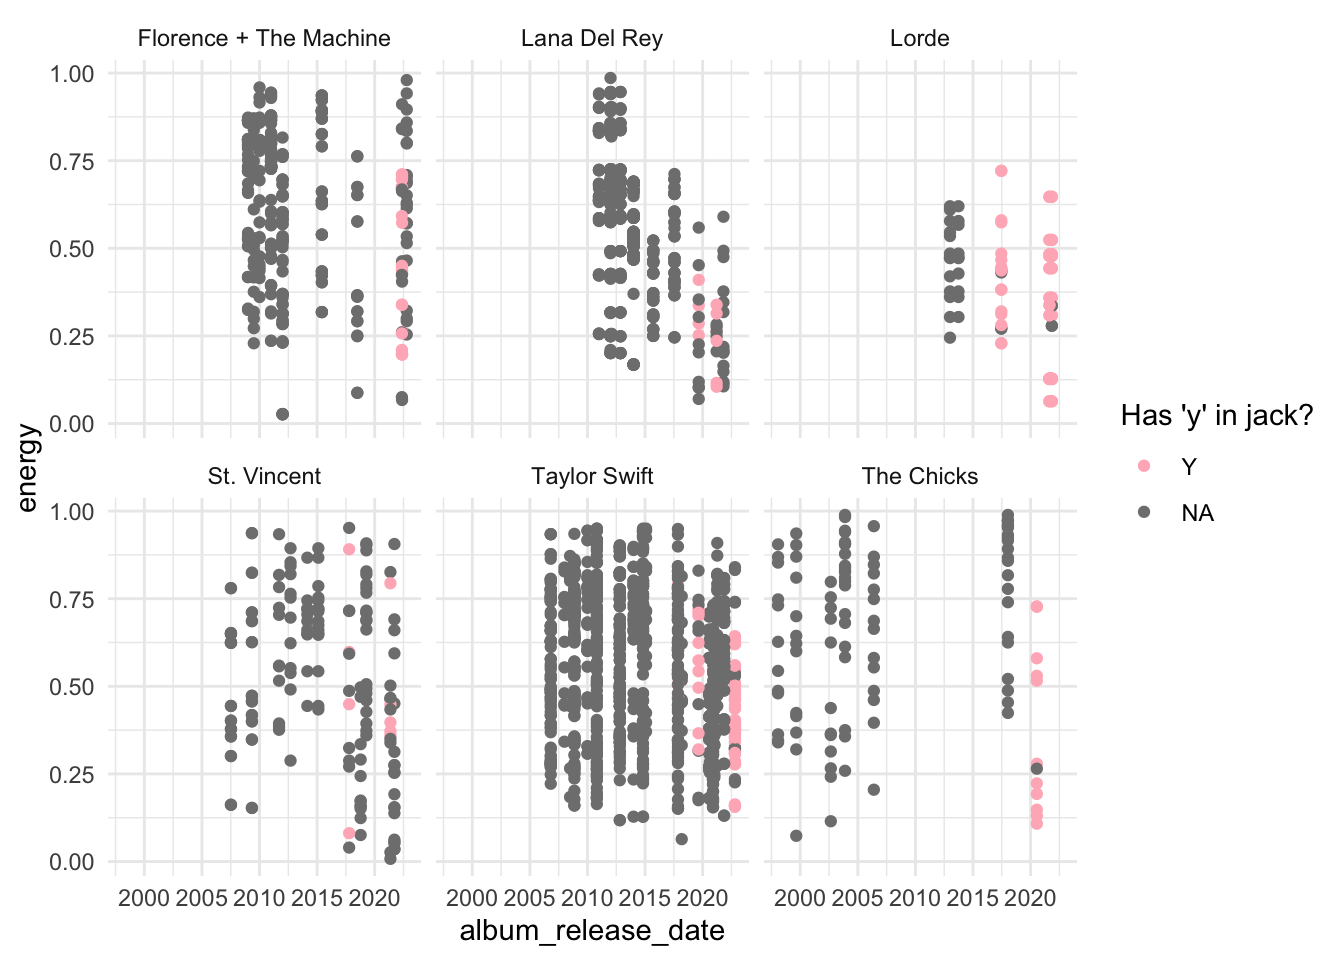 Florence + The Machine
Lana Del Rey
Lorde
1.00
0.75
0.50
0.25
0.00
St. Vincent
Taylor Swift
The Chicks
1.00
0.75
0.50
0.25
0.00
2000 2005 2010 2015 2020
2000 2005 2010 2015 2020
2000 2005 2010 2015 2020
album_release_date
energy
Has 'y' in jack?
Y
NA